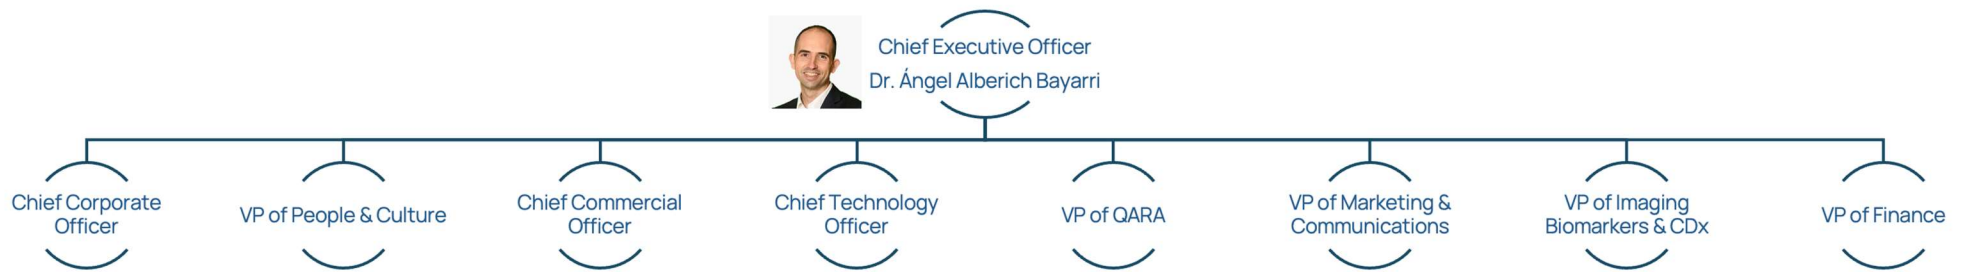 Chief Executive Officer
Dr. Ángel Alberich Bayarri
Chief Corporate
Officer
VP of People & Culture
Chief Commercial
Officer
Chief Technology
Officer
VP of QARA
VP of Marketing &
Communications
VP of Imaging
Biomarkers & CDx
VP of Finance